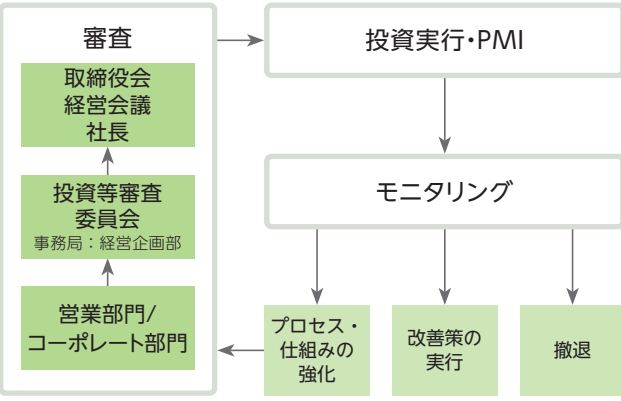 審査
取締役会
経営会議
社長
投資等審査
委員会
事務局：経営企画部
営業部門/
コーポレート部門
投資実行・PMI
モニタリング
プロセス・
仕組みの
強化
改善策の
実行
撤退